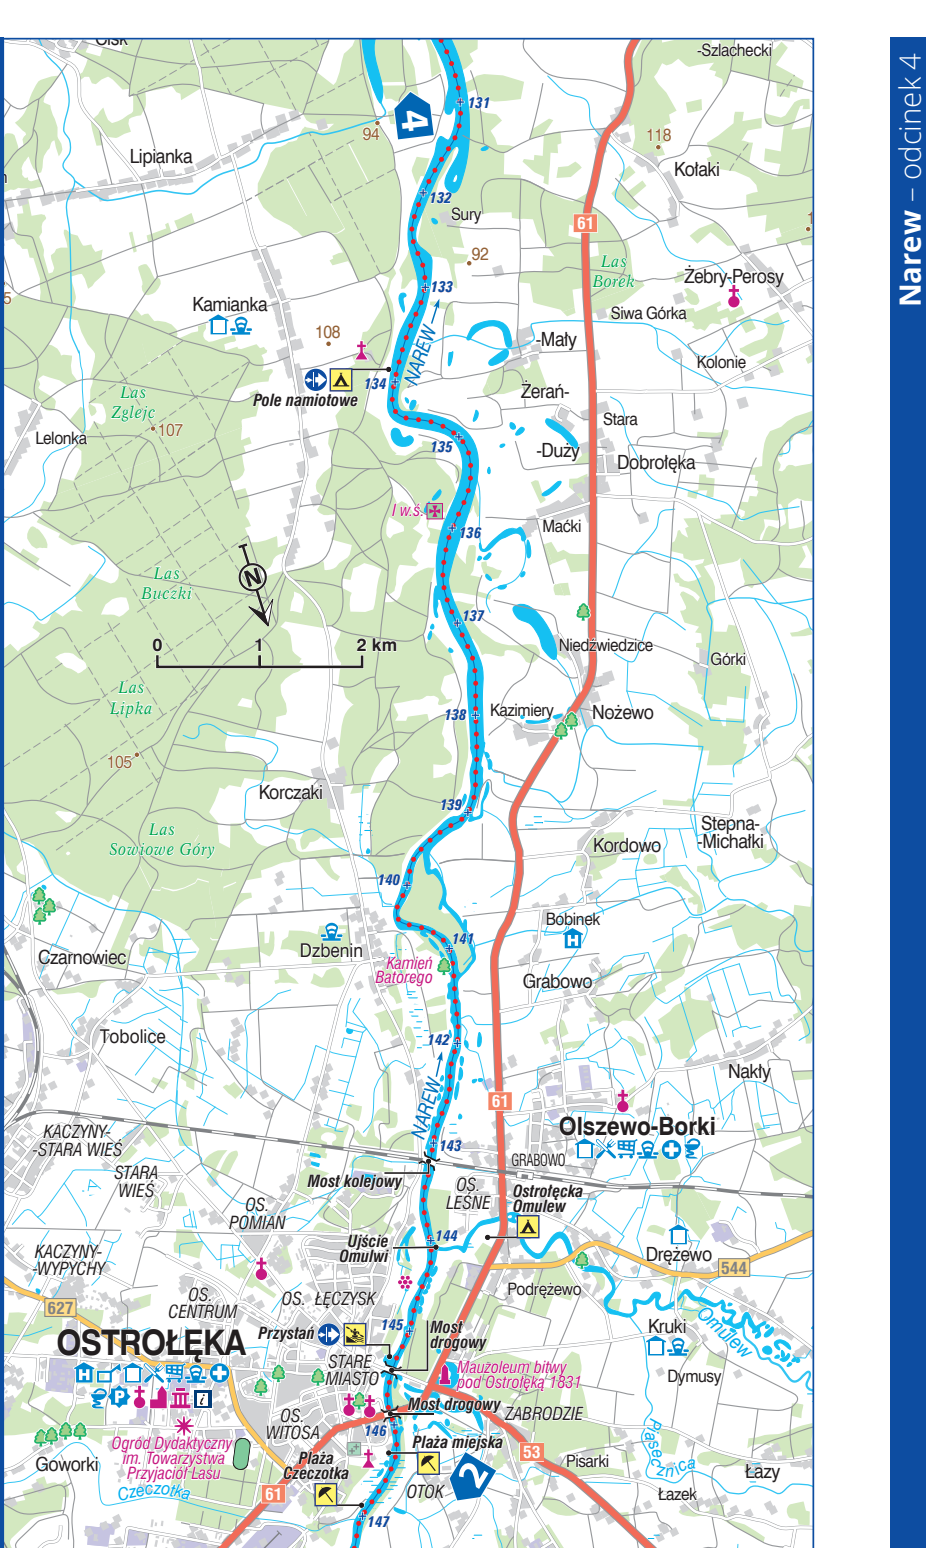 Narew – odcinek 4
-Szlachecki
131
4
94
118
Lipianka
Kołaki
132
Sury
61
92
Las
Borek
Żebry-Perosy
133
Kamianka
Siwa Górka
NAREW
108
-Mały
Kolonie
134
Pole namiotowe
Las
Zglejc
Żerań-
107
Stara
Lelonka
135
-Duży
Dobrołęka
I w.ś.
136
Maćki
N
Las
Buczki
137
0 1 2 km
Niedźwiedzice
Górki
Las
Lipka
138
Kazimiery
Nożewo
105
Korczaki
139
Stepna-
-Michałki
Las
Sowiowe Góry
Kordowo
140
Bobinek
H
141
Dzbenin
Czarnowiec
Kamień
Batorego
Grabowo
Tobolice
142
Nakły
NAREW
61
Olszewo-Borki
KACZYNY-
-STARA WIEŚ
143
GRABOWO
STARA
WIEŚ
Most kolejowy
OS.
LEŚNE
Ostrołęcka
Omulew
OS.
POMIAN
144
Ujście
Omulwi
Drężewo
KACZYNY-
-WYPYCHY
544
OS.
CENTRUM
OS. ŁĘCZYSK
Podrężewo
627
Omulew
OSTROŁĘKA
Przystań
145
Most
drogowy
Kruki
H
STARE
MIASTO
Mauzoleum bitwy
pod Ostrołęką 1831
Dymusy
P
i
Most drogowy
ZABRODZIE
OS.
WITOSA
146
Ogród Dydaktyczny
im. Towarzystwa
Przyjaciół Lasu
Plaża miejska
53
Piasecznica
Goworki
Plaża
Czeczotka
Pisarki
Łazy
Czeczotka
61
OTOK
2
Łazek
147